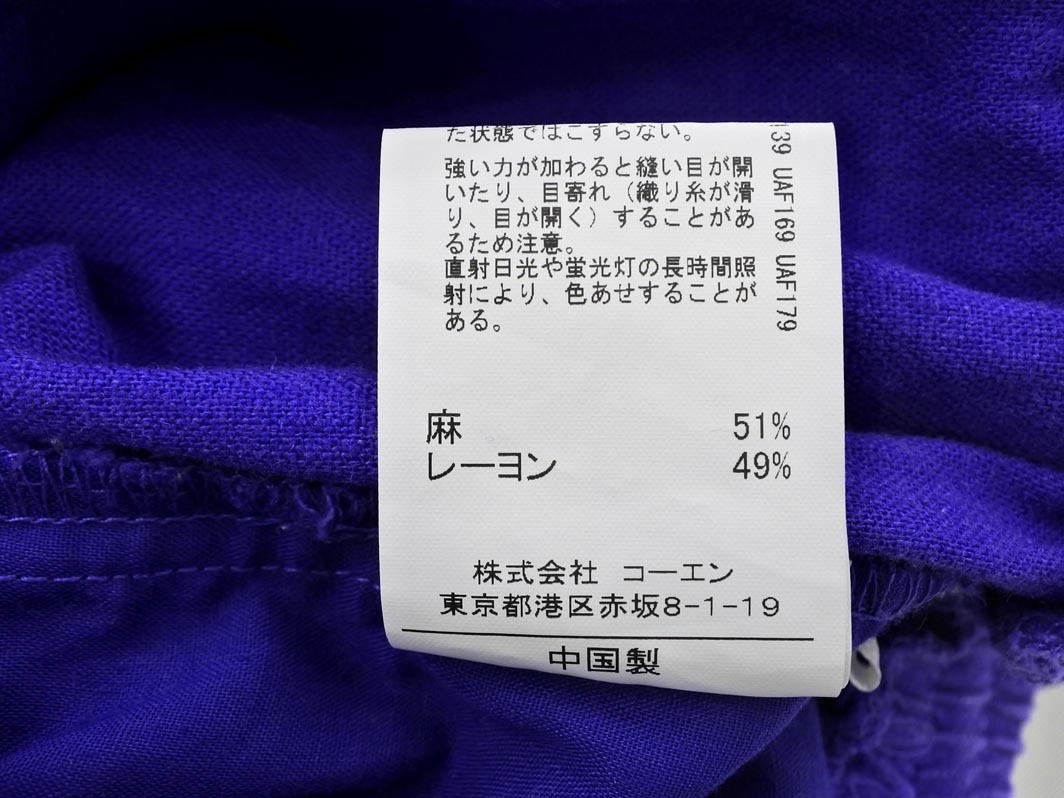 た状態ではこすらない。
強い力が加わると縫い目が開
いたり、目寄れ（織り糸が滑
り、目が開く）することがあ
るため注意。
直射日光や蛍光灯の長時間照
射により、色あせすることが
ある。
UAF169 UAF179
麻 51%
レーヨン 49%
株式会社 コーエン
東京都港区赤坂8-1-19
中国製